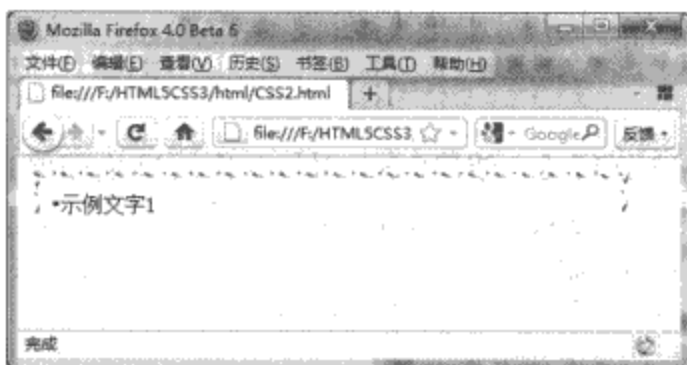 Mozilla Firefox 4.0 Beta 6
文件(F) 编辑(E) 查看(V) 历史(S) 书签(B) 工具(T) 帮助(H)
file:///F:/HTML5CSS3/html/CSS2.html +
file:///F:/HTML5CSS3, Google 反馈
•示例文字1
完成